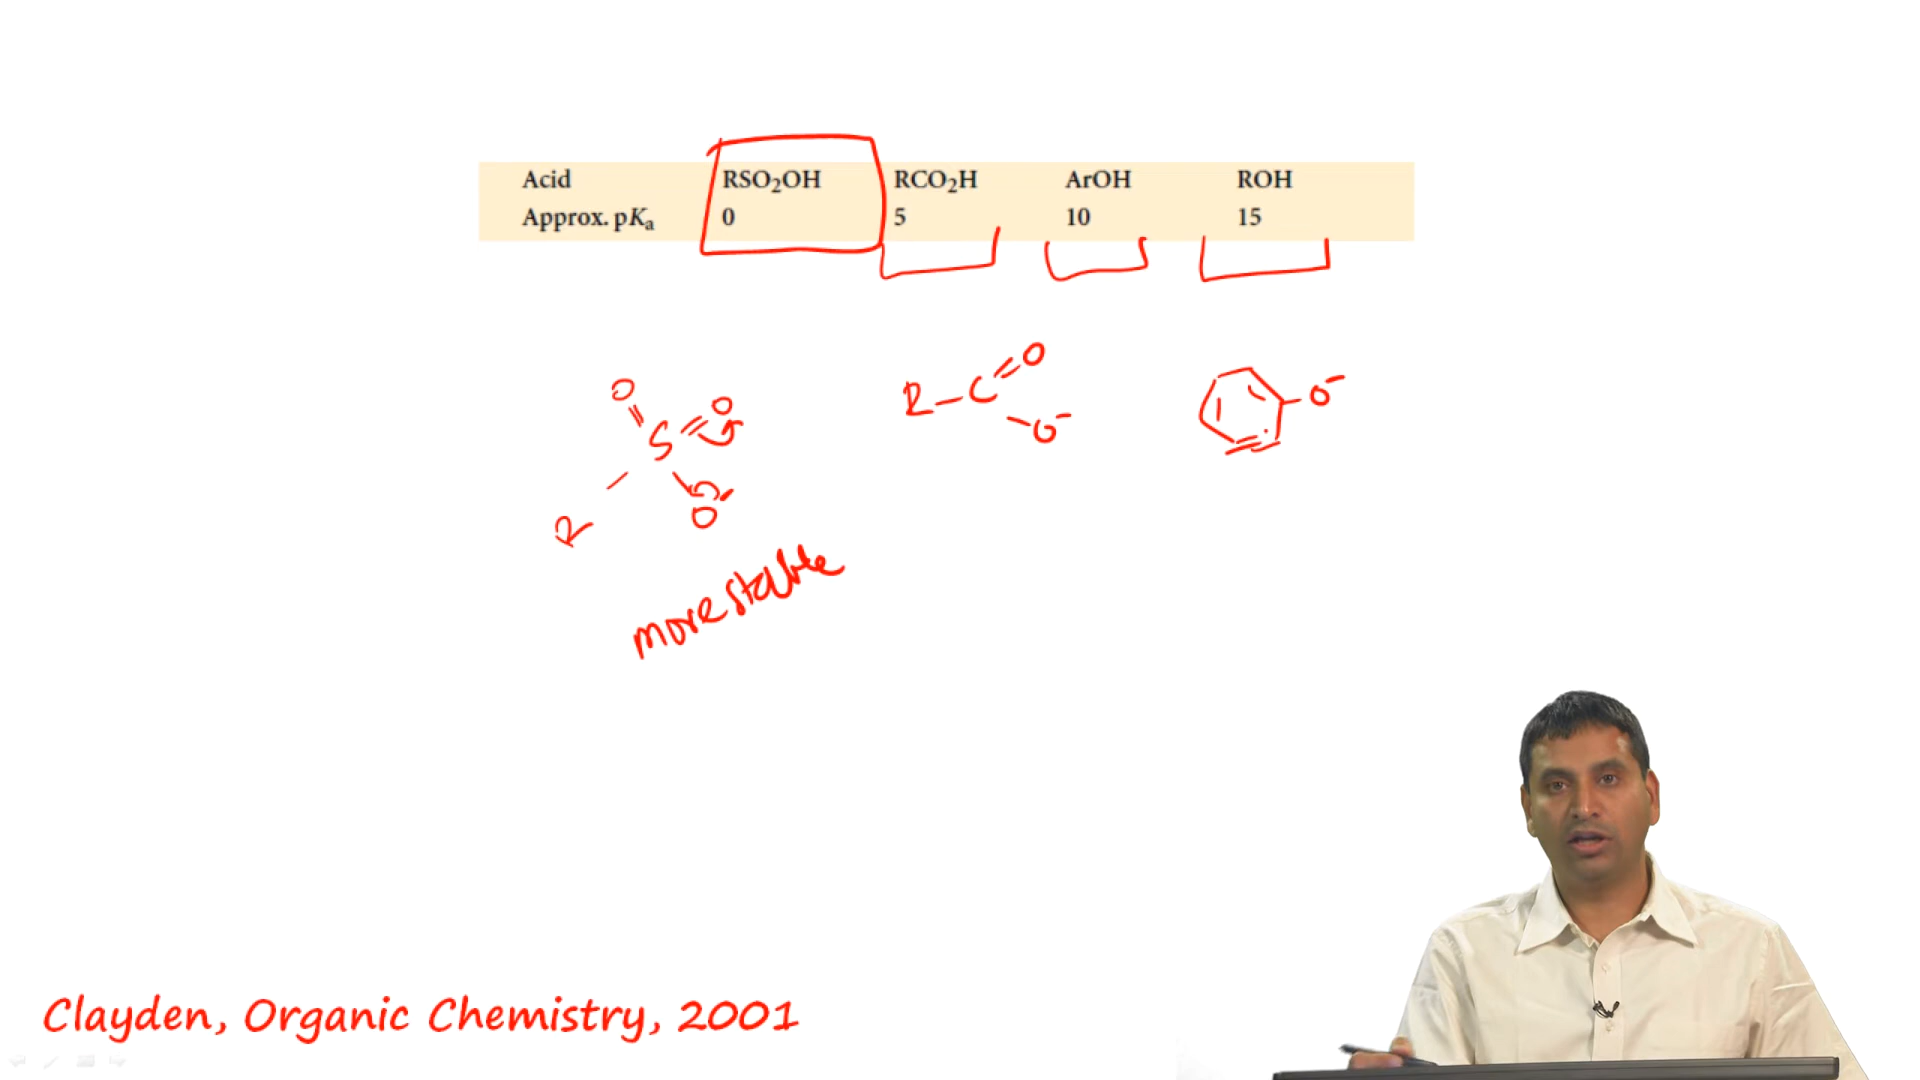 Acid RSO₂OH RCO₂H ArOH ROH
Approx. pKₐ 0 5 10 15
O
S O
O
R
R-C=O
-O⁻
-O⁻
more stable
Clayden, Organic Chemistry, 2001